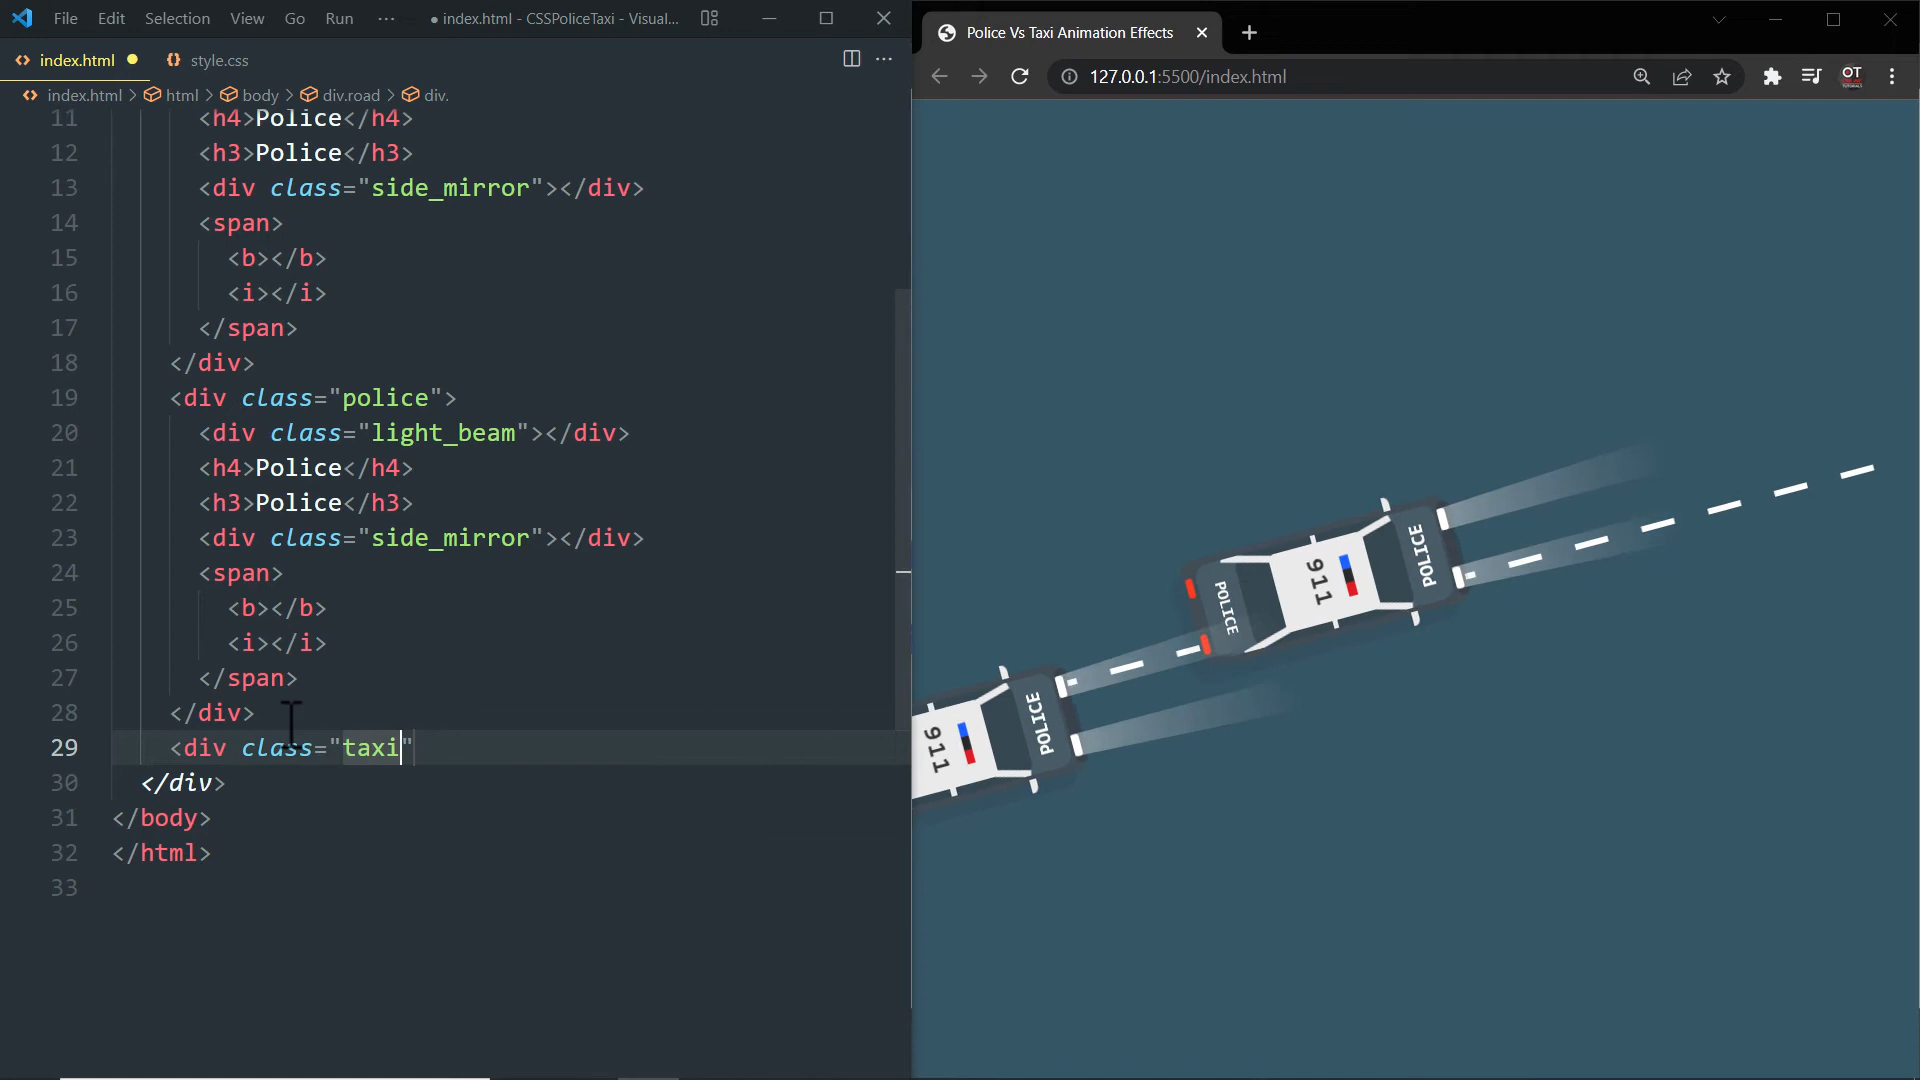 File Edit Selection View Go Run ··· ● index.html - CSSPoliceTaxi - Visual...
index.html ● style.css ···
index.html > html > body > div.road > div.
11 <h4>Police</h4>
12 <h3>Police</h3>
13 <div class="side_mirror"></div>
14 <span>
15 <b></b>
16 <i></i>
17 </span>
18 </div>
19 <div class="police">
20 <div class="light_beam"></div>
21 <h4>Police</h4>
22 <h3>Police</h3>
23 <div class="side_mirror"></div>
24 <span>
25 <b></b>
26 <i></i>
27 </span>
28 </div>
29 <div class="taxi"
30 </div>
31 </body>
32 </html>
33
Police Vs Taxi Animation Effects
127.0.0.1:5500/index.html
OT
POLICE
911
POLICE
POLICE
911